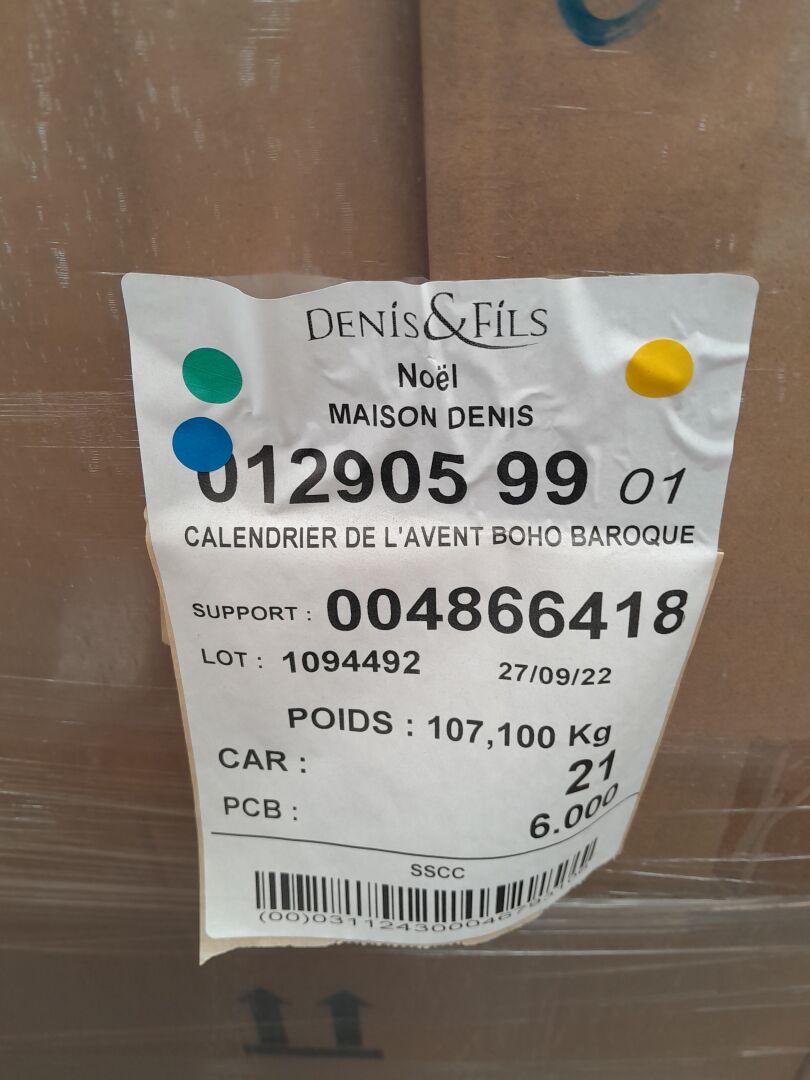 DENiS&FiLS
Noël
MAISON DENIS
012905 99 01
CALENDRIER DE L'AVENT BOHO BAROQUE
SUPPORT : 004866418
LOT : 1094492 27/09/22
POIDS : 107,100 Kg
CAR : 21
PCB : 6.000
SSCC